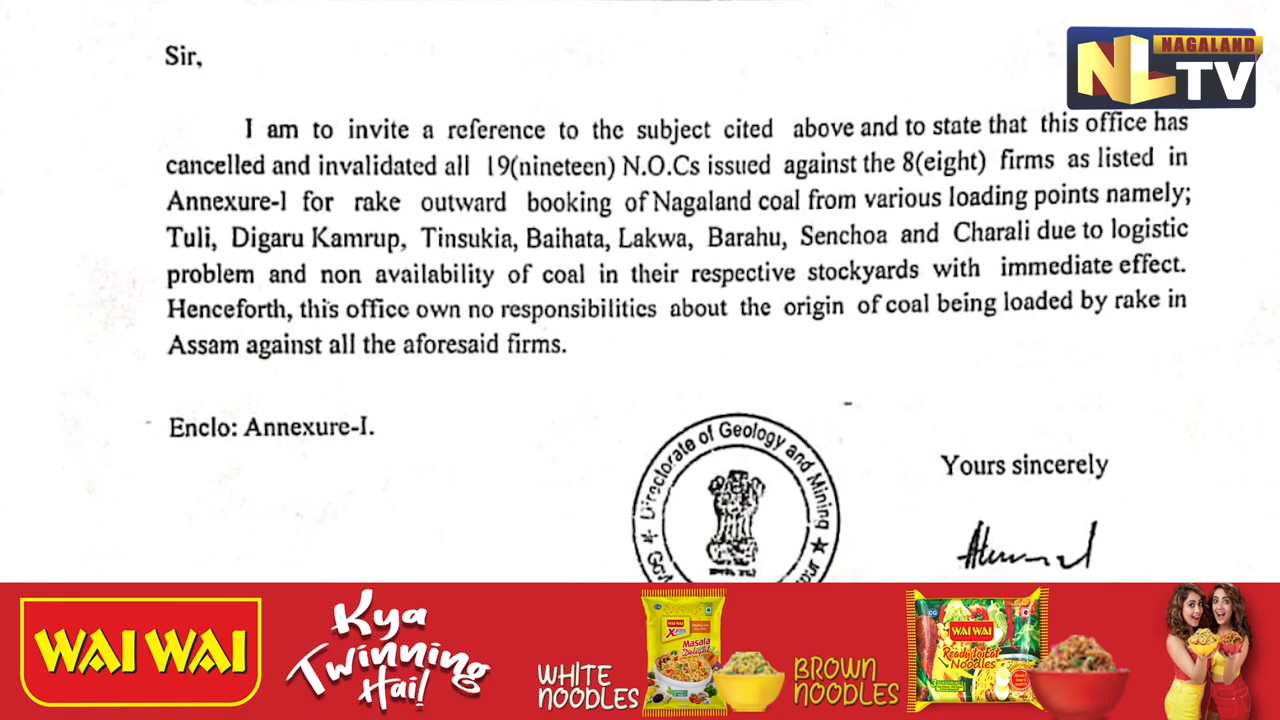 NL NAGALAND TV
Sir,
I am to invite a reference to the subject cited above and to state that this office has
cancelled and invalidated all 19(nineteen) N.O.Cs issued against the 8(eight) firms as listed in
Annexure-I for rake outward booking of Nagaland coal from various loading points namely;
Tuli, Digaru Kamrup, Tinsukia, Baihata, Lakwa, Barahu, Senchoa and Charali due to logistic
problem and non availability of coal in their respective stockyards with immediate effect.
Henceforth, this office own no responsibilities about the origin of coal being loaded by rake in
Assam against all the aforesaid firms.
Enclo: Annexure-I.
Directorate of Geology and Mining
Yours sincerely
WAI WAI
Kya
Twinning
Hai!
WHITE
NOODLES
WAI WAI
Masala
Delight
BROWN
NOODLES
CG
WAI WAI
Ready to Eat
Noodles